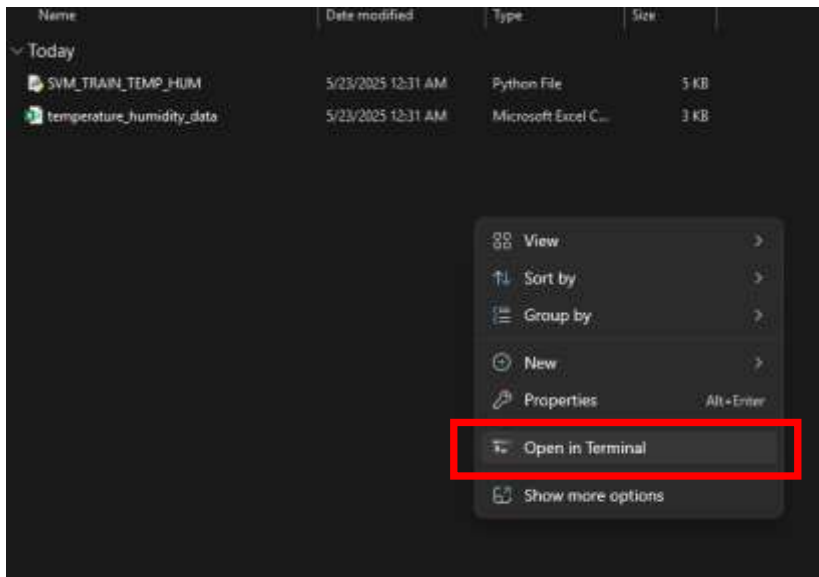 Name Date modified Type Size
Today
SVM_TRAIN_TEMP_HUM 5/23/2025 12:31 AM Python File 5 KB
temperature_humidity_data 5/23/2025 12:31 AM Microsoft Excel C... 3 KB
View
Sort by
Group by
New
Properties Alt+Enter
Open in Terminal
Show more options